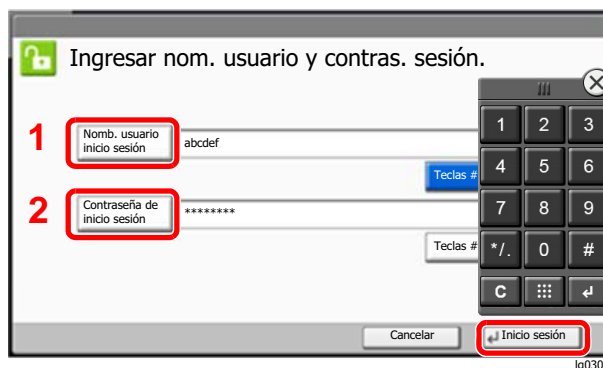 Ingresar nom. usuario y contras. sesión.
1
Nomb. usuario
inicio sesión
abcdef
Teclas #
2
Contraseña de
inicio sesión
********
Teclas #
1 2 3
4 5 6
7 8 9
*/. 0 #
C
Cancelar
Inicio sesión